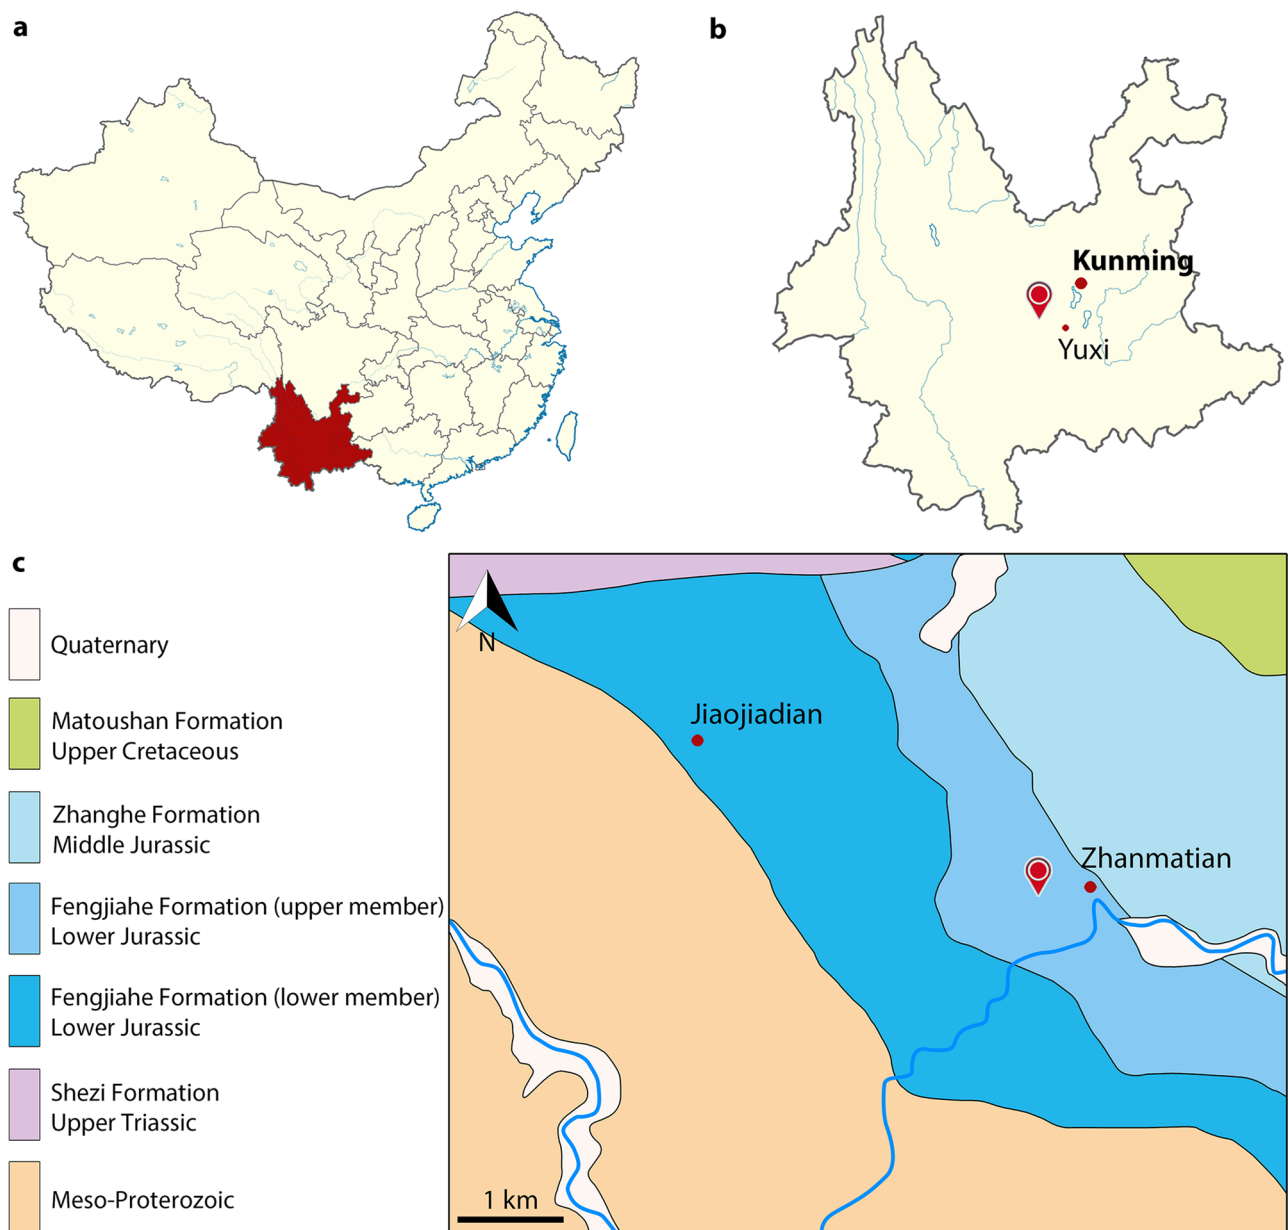 a
b
Kunming
Yuxi
c
Quaternary
Matoushan Formation
Upper Cretaceous
Zhanghe Formation
Middle Jurassic
Fengjiahe Formation (upper member)
Lower Jurassic
Fengjiahe Formation (lower member)
Lower Jurassic
Shezi Formation
Upper Triassic
Meso-Proterozoic
N
Jiaojiadian
Zhanmatian
1 km